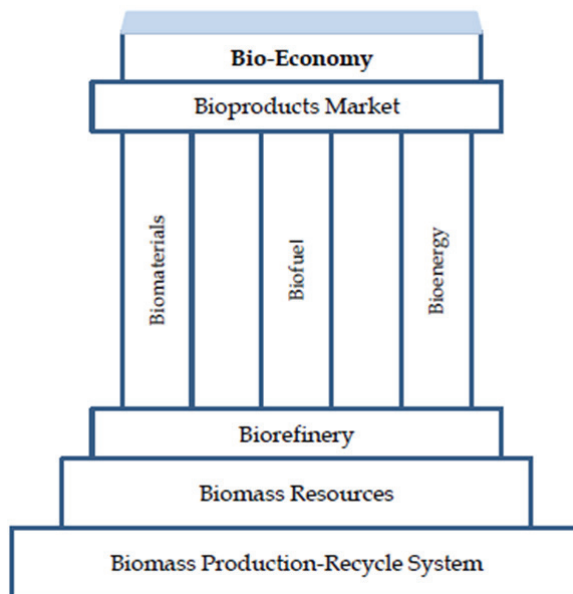 Bio-Economy
Bioproducts Market
Biomaterials
Biofuel
Bioenergy
Biorefinery
Biomass Resources
Biomass Production-Recycle System